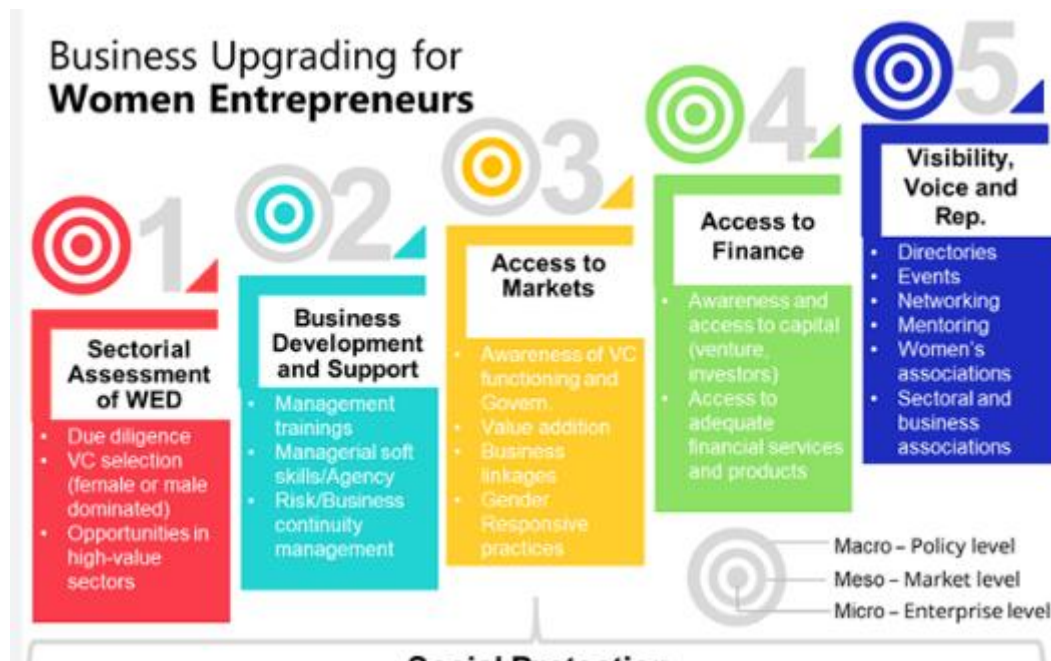 Business Upgrading for
Women Entrepreneurs
1
Sectorial
Assessment
of WED
• Due diligence
• VC selection
(female or male
dominated)
• Opportunities in
high-value
sectors
2
Business
Development
and Support
• Management
trainings
• Managerial soft
skills/Agency
• Risk/Business
continuity
management
3
Access to
Markets
• Awareness of VC
functioning and
Govern.
• Value addition
• Business
linkages
• Gender
Responsive
practices
4
Access to
Finance
• Awareness and
access to capital
(venture,
investors)
• Access to
adequate
financial services
and products
5
Visibility,
Voice and
Rep.
• Directories
• Events
• Networking
• Mentoring
• Women's
associations
• Sectoral and
business
associations
Macro – Policy level
Meso – Market level
Micro – Enterprise level